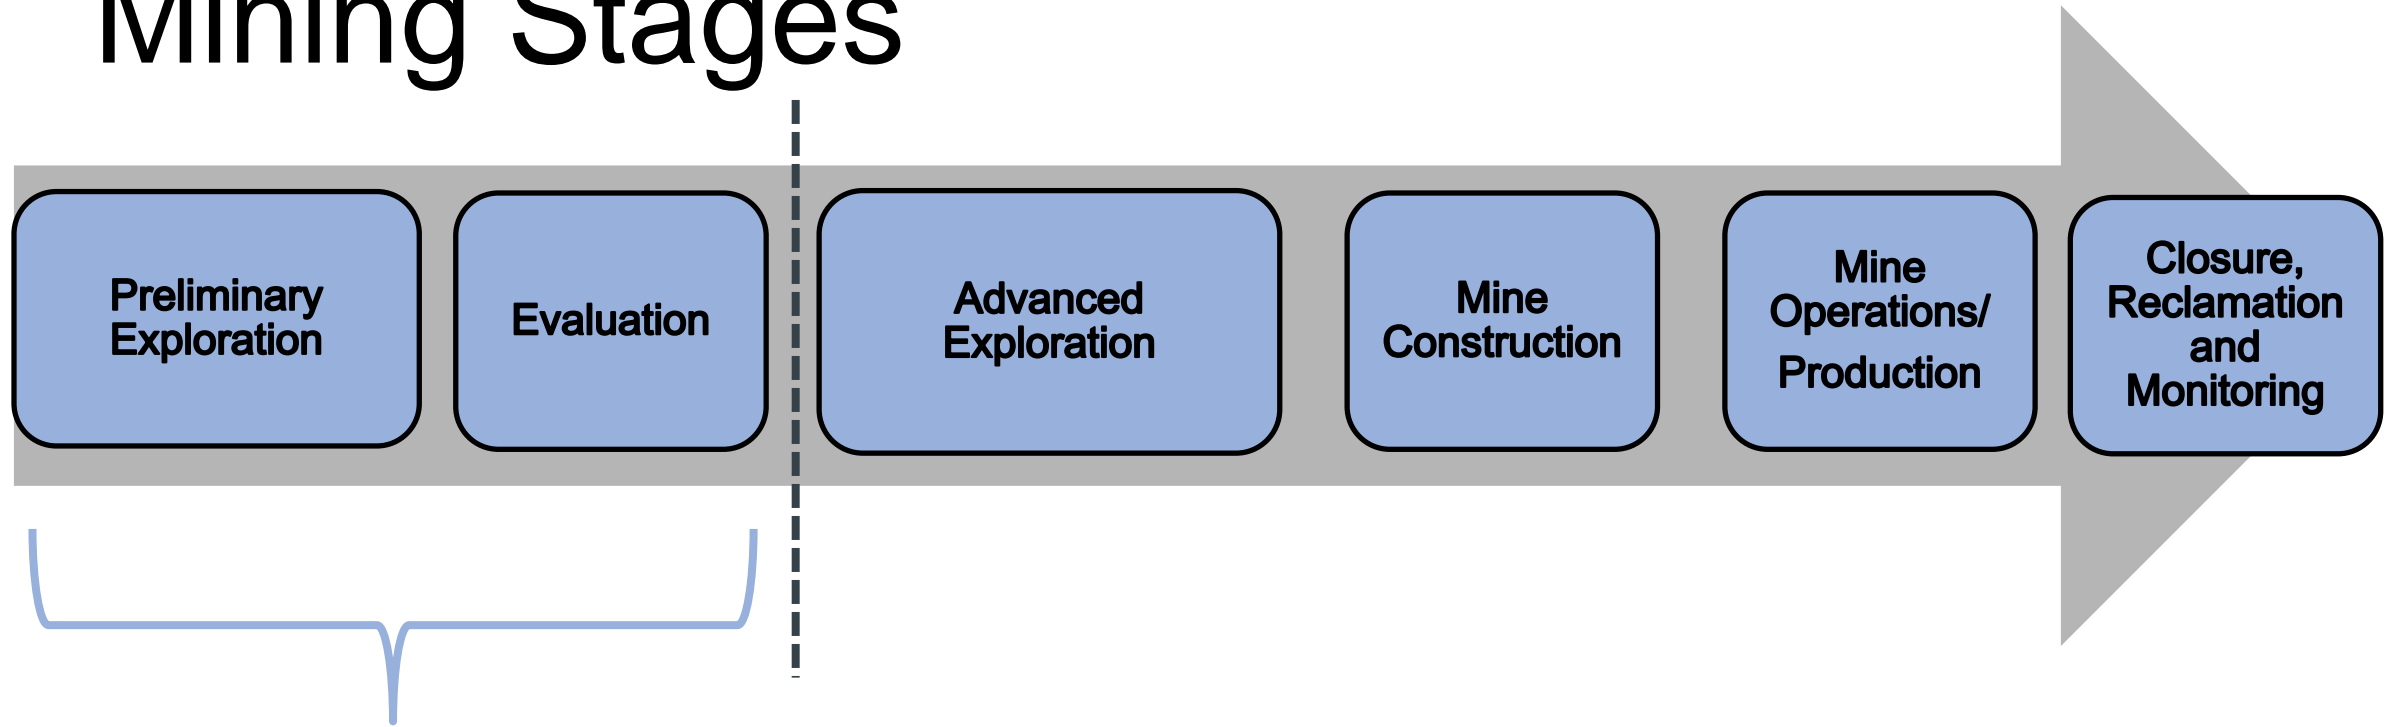 Mining Stages
Preliminary
Exploration
Evaluation
Advanced
Exploration
Mine
Construction
Mine
Operations/
Production
Closure,
Reclamation
and
Monitoring